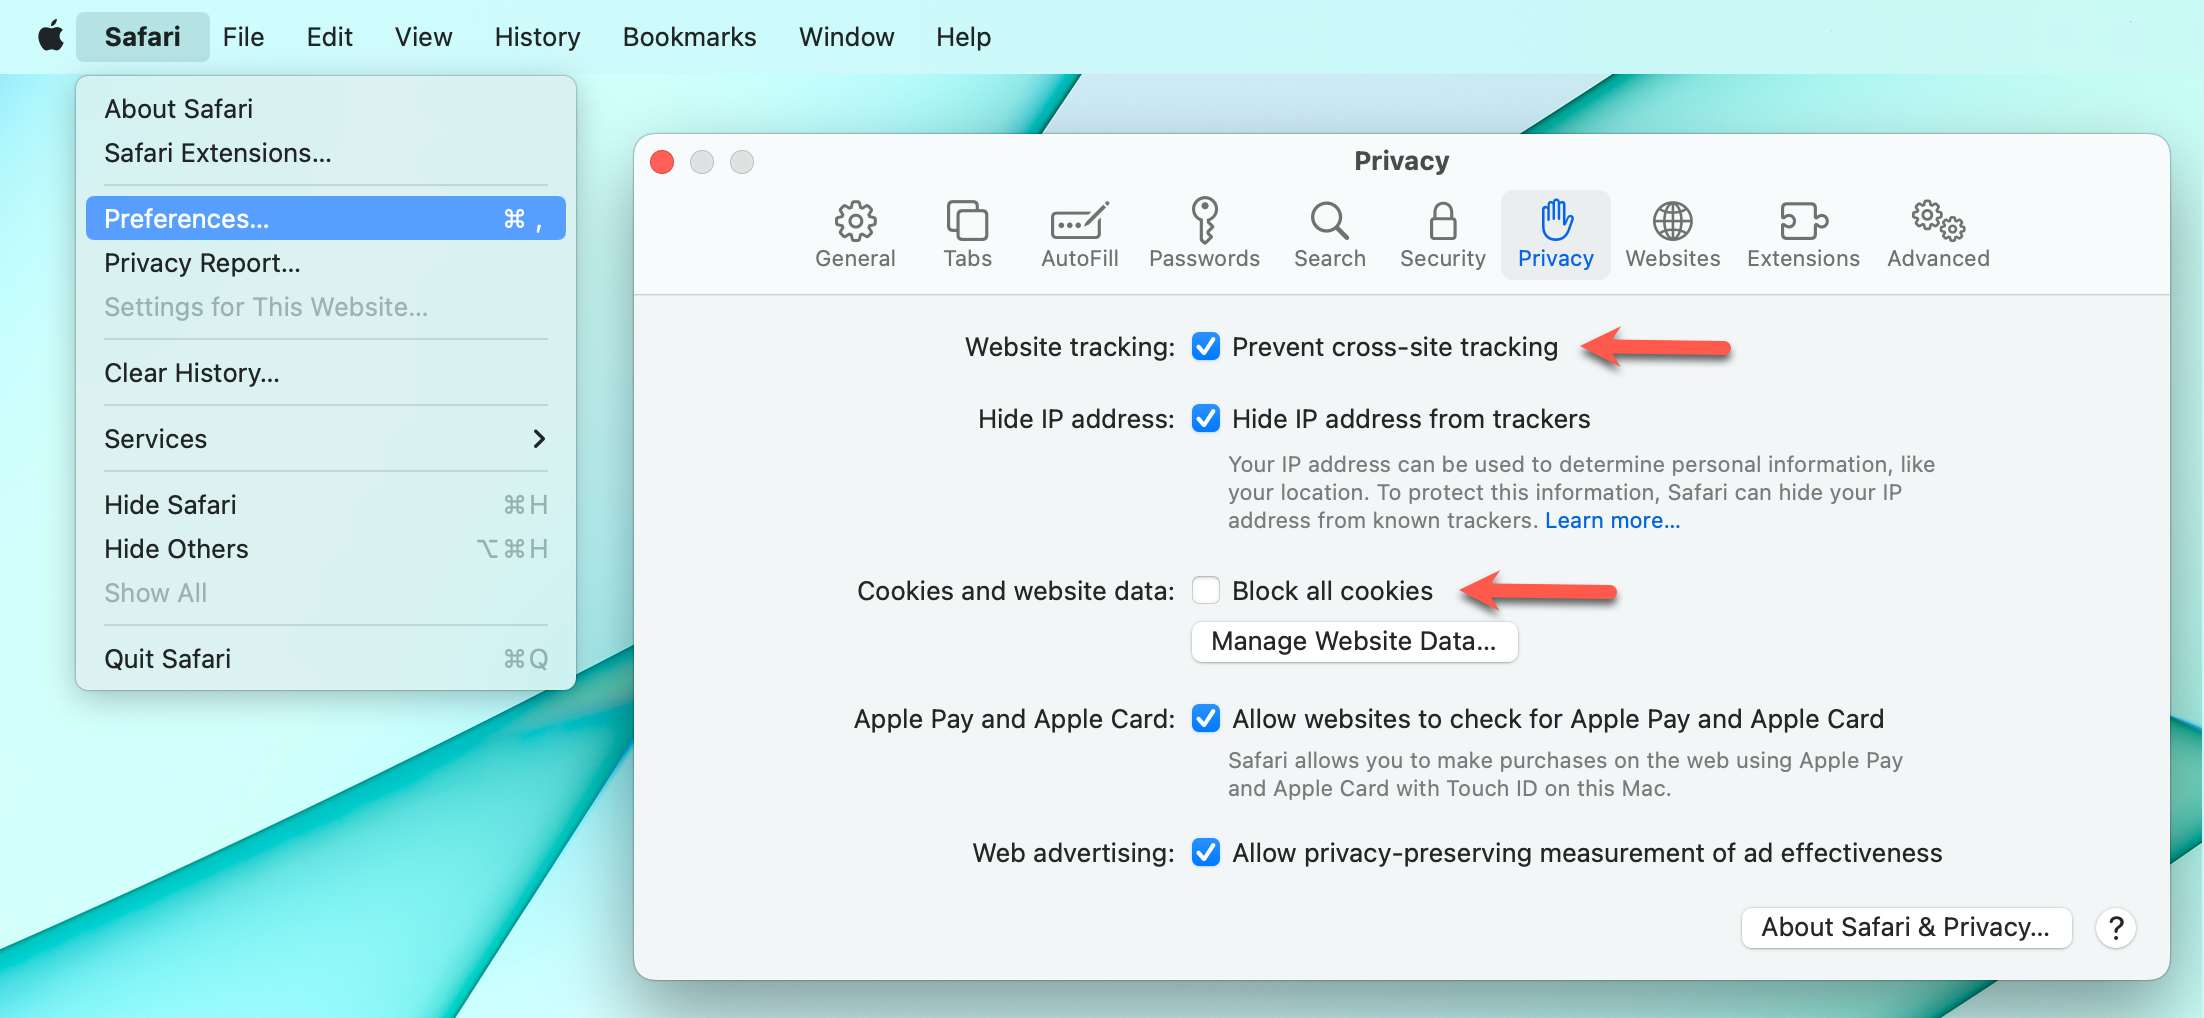 Safari File Edit View History Bookmarks Window Help
About Safari
Safari Extensions...
Preferences... ⌘ ,
Privacy Report...
Settings for This Website...
Clear History...
Services
Hide Safari ⌘H
Hide Others ⌥⌘H
Show All
Quit Safari ⌘Q
Privacy
General Tabs AutoFill Passwords Search Security Privacy Websites Extensions Advanced
Website tracking: Prevent cross-site tracking
Hide IP address: Hide IP address from trackers
Your IP address can be used to determine personal information, like
your location. To protect this information, Safari can hide your IP
address from known trackers. Learn more...
Cookies and website data: Block all cookies
Manage Website Data...
Apple Pay and Apple Card: Allow websites to check for Apple Pay and Apple Card
Safari allows you to make purchases on the web using Apple Pay
and Apple Card with Touch ID on this Mac.
Web advertising: Allow privacy-preserving measurement of ad effectiveness
About Safari & Privacy... ?